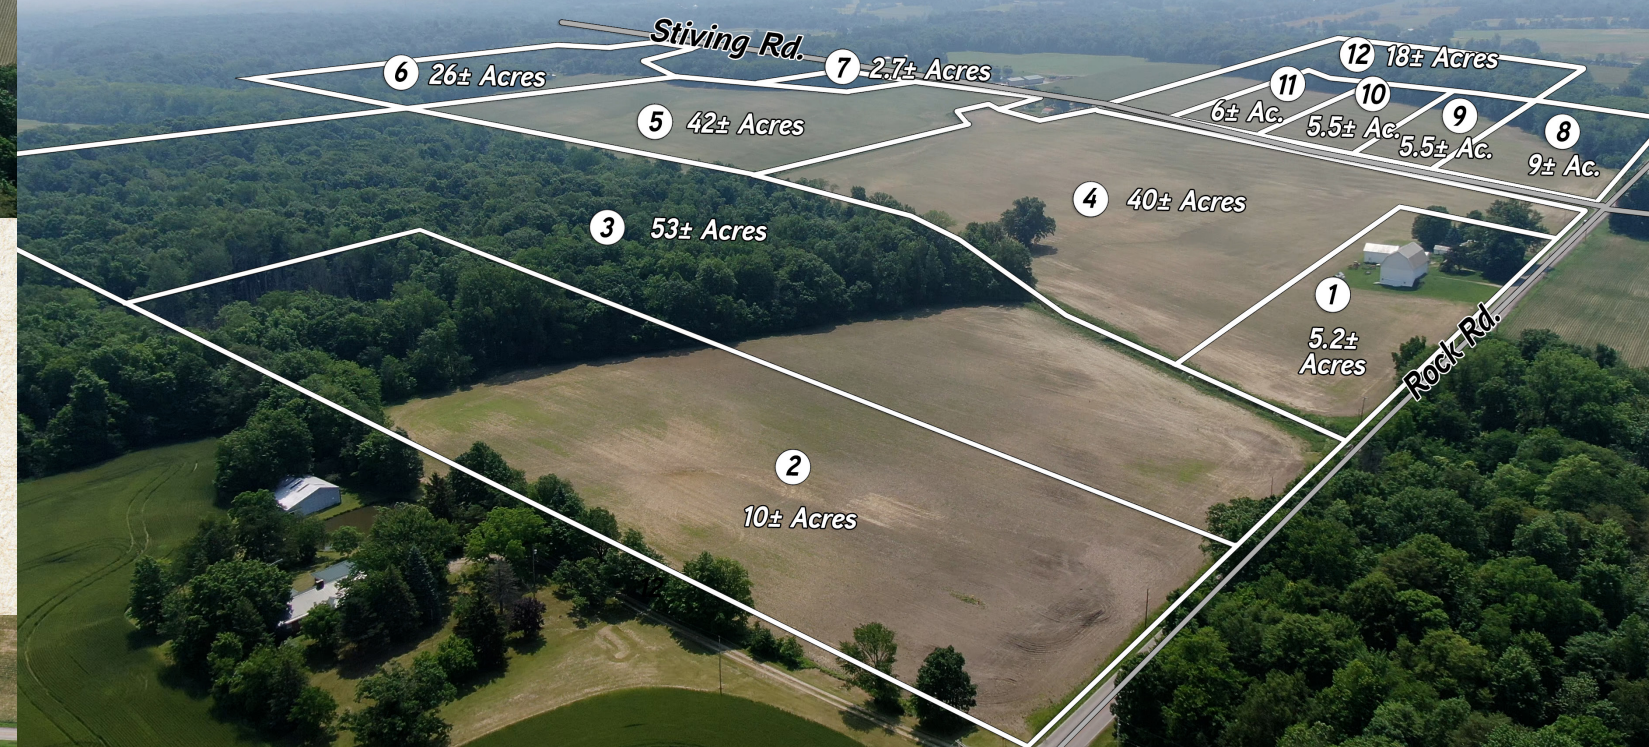 Stiving Rd.
6 26± Acres
7 2.7± Acres
12 18± Acres
11
6± Ac.
10
5.5± Ac.
9
5.5± Ac.
8
9± Ac.
5 42± Acres
4 40± Acres
3 53± Acres
1
5.2±
Acres
Rock Rd.
2
10± Acres